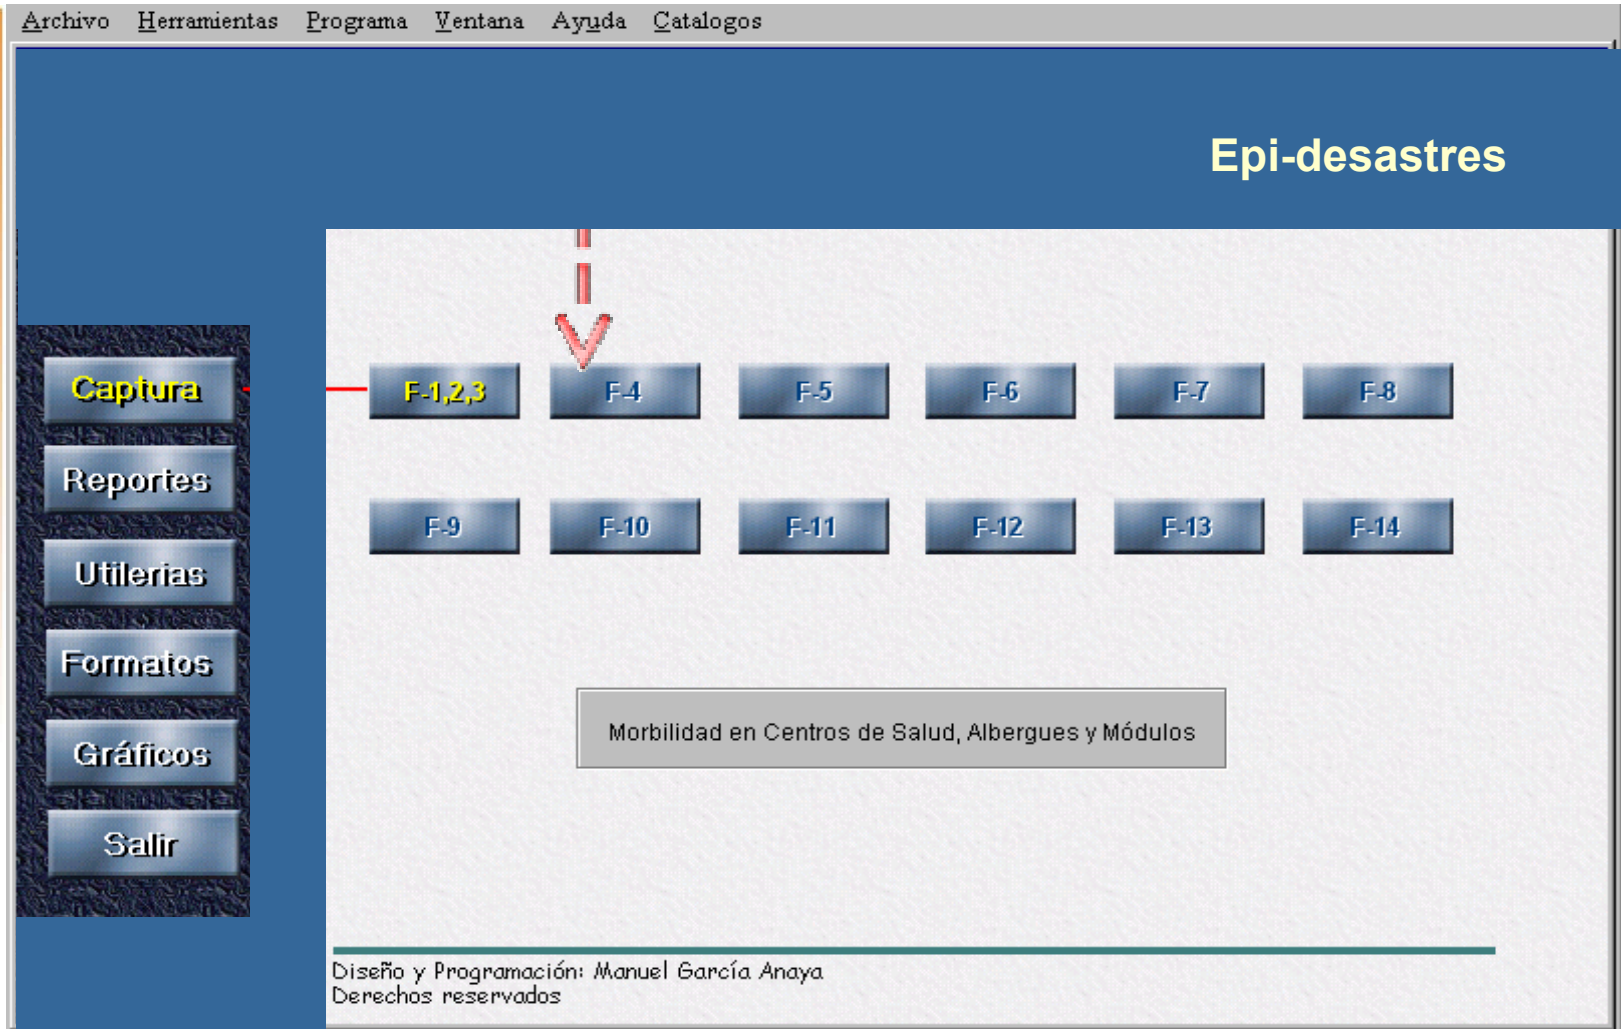 Archivo Herramientas Programa Ventana Ayuda Catalogos
Epi-desastres
Captura
Reportes
Utilerias
Formatos
Gráficos
Salir
F-1,2,3 F-4 F-5 F-6 F-7 F-8
F-9 F-10 F-11 F-12 F-13 F-14
Morbilidad en Centros de Salud, Albergues y Módulos
Diseño y Programación: Manuel García Anaya
Derechos reservados